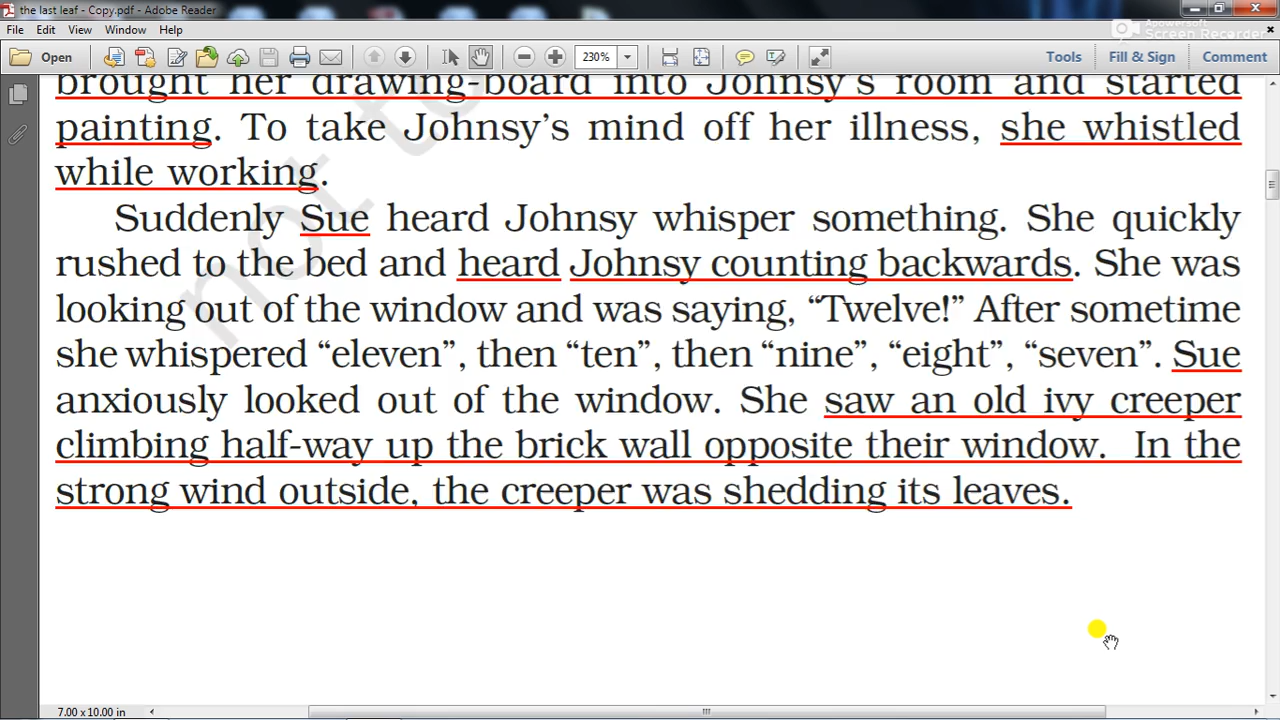 the last leaf - Copy.pdf - Adobe Reader
File Edit View Window Help
Apowersoft
Screen Recorder
Open 230% Tools Fill & Sign Comment
brought her drawing-board into Johnsy's room and started
painting. To take Johnsy's mind off her illness, she whistled
while working.
Suddenly Sue heard Johnsy whisper something. She quickly
rushed to the bed and heard Johnsy counting backwards. She was
looking out of the window and was saying, “Twelve!” After sometime
she whispered “eleven”, then “ten”, then “nine”, “eight”, “seven”. Sue
anxiously looked out of the window. She saw an old ivy creeper
climbing half-way up the brick wall opposite their window. In the
strong wind outside, the creeper was shedding its leaves.
not to
7.00 x 10.00 in